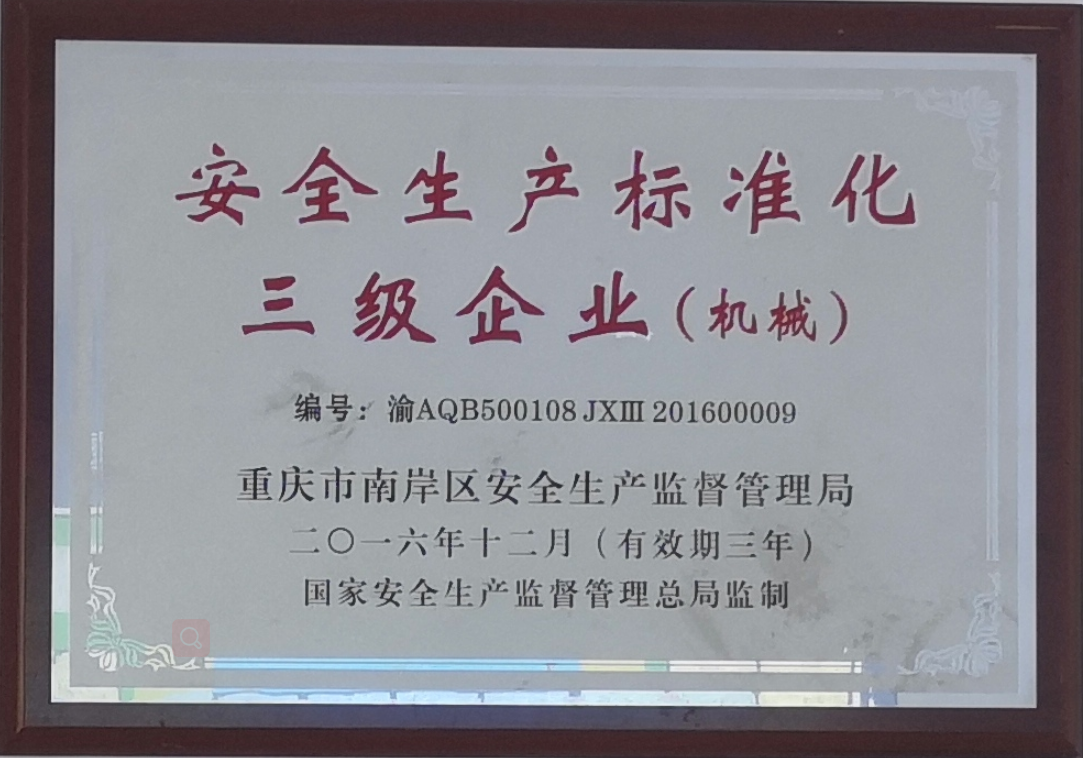 安全生产标准化
三级企业(机械)
编号:渝AQB500108 JXⅢ 201600009
重庆市南岸区安全生产监督管理局
二〇一六年十二月(有效期三年)
国家安全生产监督管理总局监制